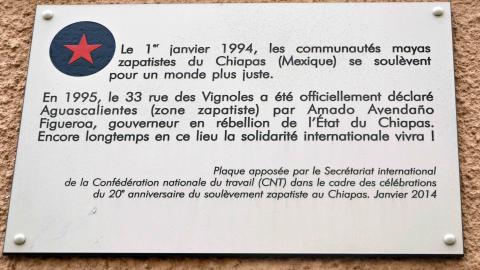 Le 1er janvier 1994, les communautés mayas
zapatistes du Chiapas (Mexique) se soulèvent
pour un monde plus juste.
En 1995, le 33 rue des Vignoles a été officiellement déclaré
Aguascalientes (zone zapatiste) par Amado Avendaño
Figueroa, gouverneur en rébellion de l'État du Chiapas.
Encore longtemps en ce lieu la solidarité internationale vivra !
Plaque apposée par le Secrétariat international
de la Confédération nationale du travail (CNT) dans le cadre des célébrations
du 20e anniversaire du soulèvement zapatiste au Chiapas. Janvier 2014